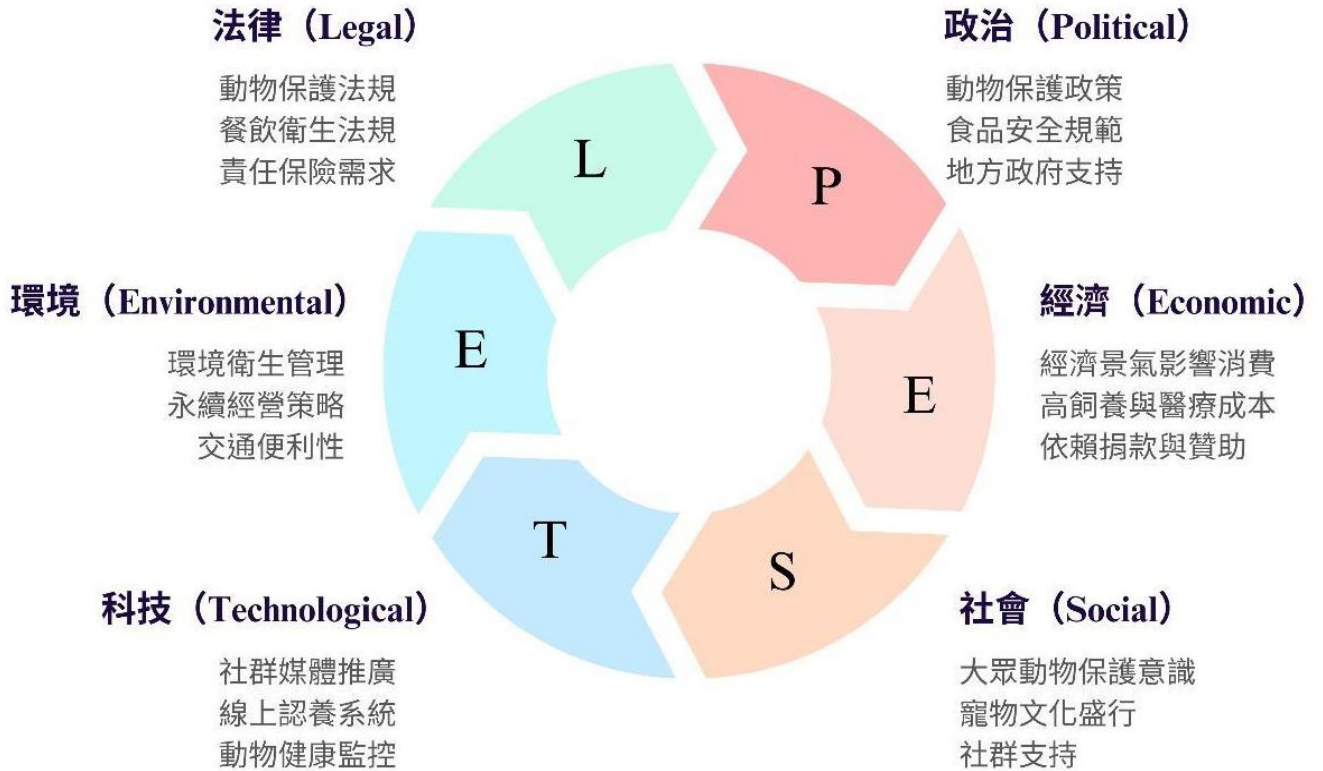 法律（Legal）
動物保護法規
餐飲衛生法規
責任保險需求
L
政治（Political）
動物保護政策
食品安全規範
地方政府支持
P
環境（Environmental）
環境衛生管理
永續經營策略
交通便利性
E
經濟（Economic）
經濟景氣影響消費
高飼養與醫療成本
依賴捐款與贊助
E
科技（Technological）
社群媒體推廣
線上認養系統
動物健康監控
T
社會（Social）
大眾動物保護意識
寵物文化盛行
社群支持
S